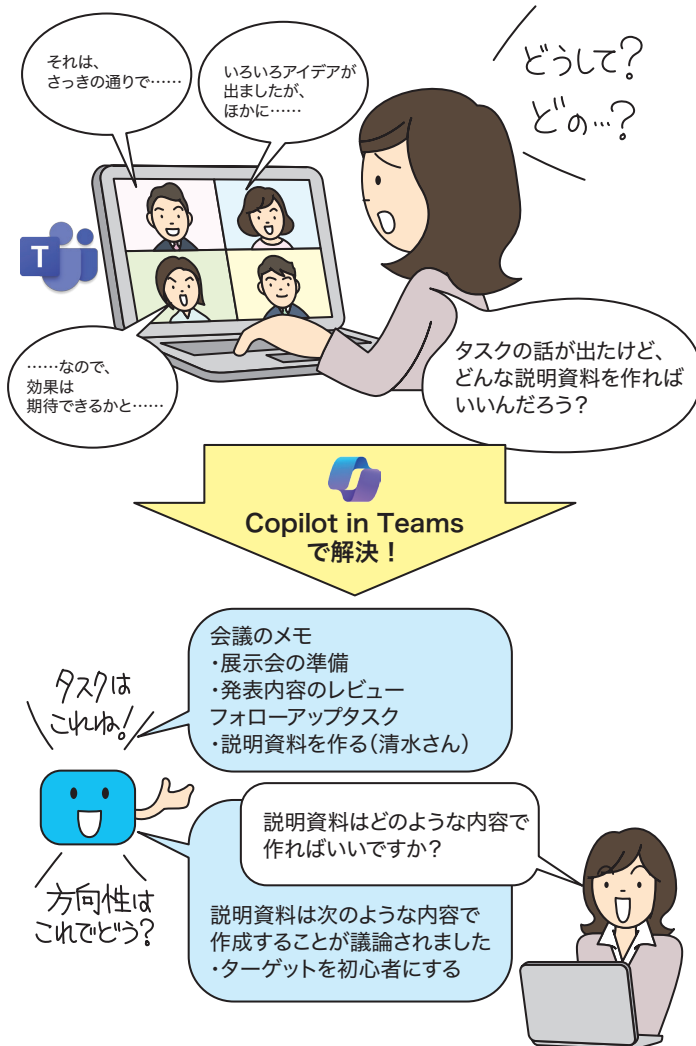 それは、
さっきの通りで……
いろいろアイデアが
出ましたが、
ほかに……
どうして?
どの…?
T
……なので、
効果は
期待できるかと……
タスクの話が出たけど、
どんな説明資料を作れば
いいんだろう?
Copilot in Teams
で解決！
会議のメモ
・展示会の準備
・発表内容のレビュー
フォローアップタスク
・説明資料を作る(清水さん)
タスクは
これね!
説明資料はどのような内容で
作ればいいですか?
方向性は
これでどう?
説明資料は次のような内容で
作成することが議論されました
・ターゲットを初心者にする